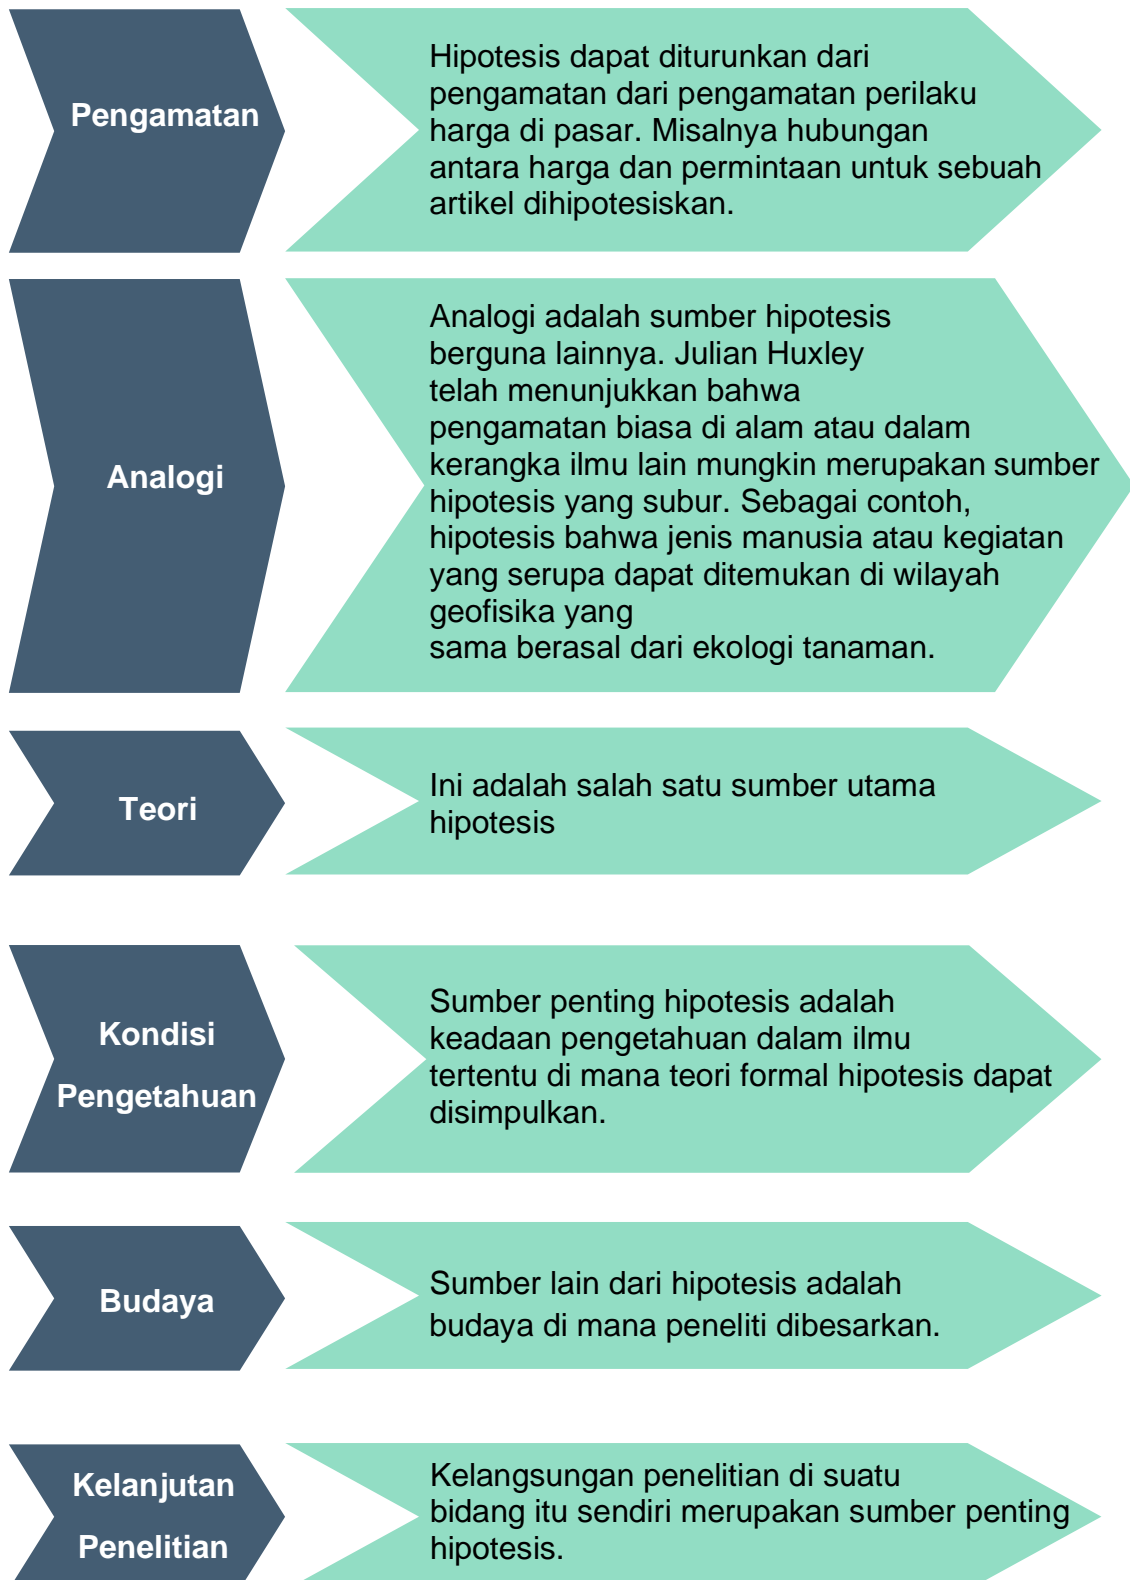 Pengamatan
Hipotesis dapat diturunkan dari
pengamatan dari pengamatan perilaku
harga di pasar. Misalnya hubungan
antara harga dan permintaan untuk sebuah
artikel dihipotesiskan.
Analogi
Analogi adalah sumber hipotesis
berguna lainnya. Julian Huxley
telah menunjukkan bahwa
pengamatan biasa di alam atau dalam
kerangka ilmu lain mungkin merupakan sumber
hipotesis yang subur. Sebagai contoh,
hipotesis bahwa jenis manusia atau kegiatan
yang serupa dapat ditemukan di wilayah
geofisika yang
sama berasal dari ekologi tanaman.
Teori
Ini adalah salah satu sumber utama
hipotesis
Kondisi
Pengetahuan
Sumber penting hipotesis adalah
keadaan pengetahuan dalam ilmu
tertentu di mana teori formal hipotesis dapat
disimpulkan.
Budaya
Sumber lain dari hipotesis adalah
budaya di mana peneliti dibesarkan.
Kelanjutan
Penelitian
Kelangsungan penelitian di suatu
bidang itu sendiri merupakan sumber penting
hipotesis.